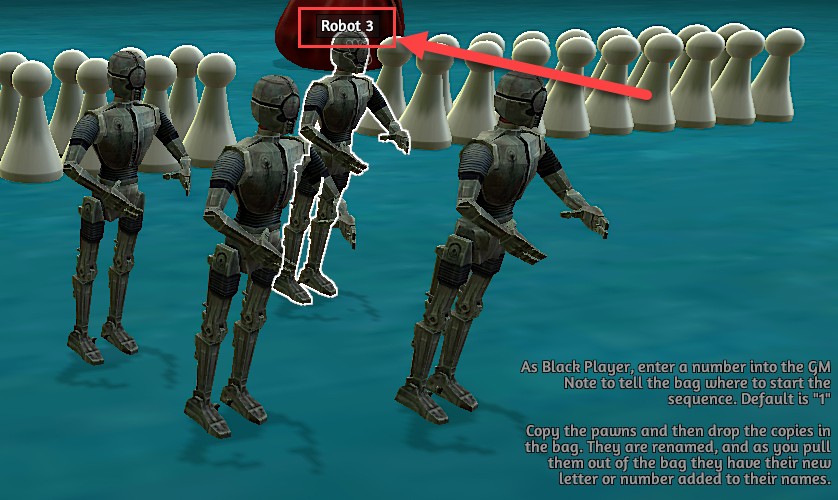 Robot 3
As Black Player, enter a number into the GM
Note to tell the bag where to start the
sequence. Default is "1"
Copy the pawns and then drop the copies in
the bag. They are renamed, and as you pull
them out of the bag they have their new
letter or number added to their names.